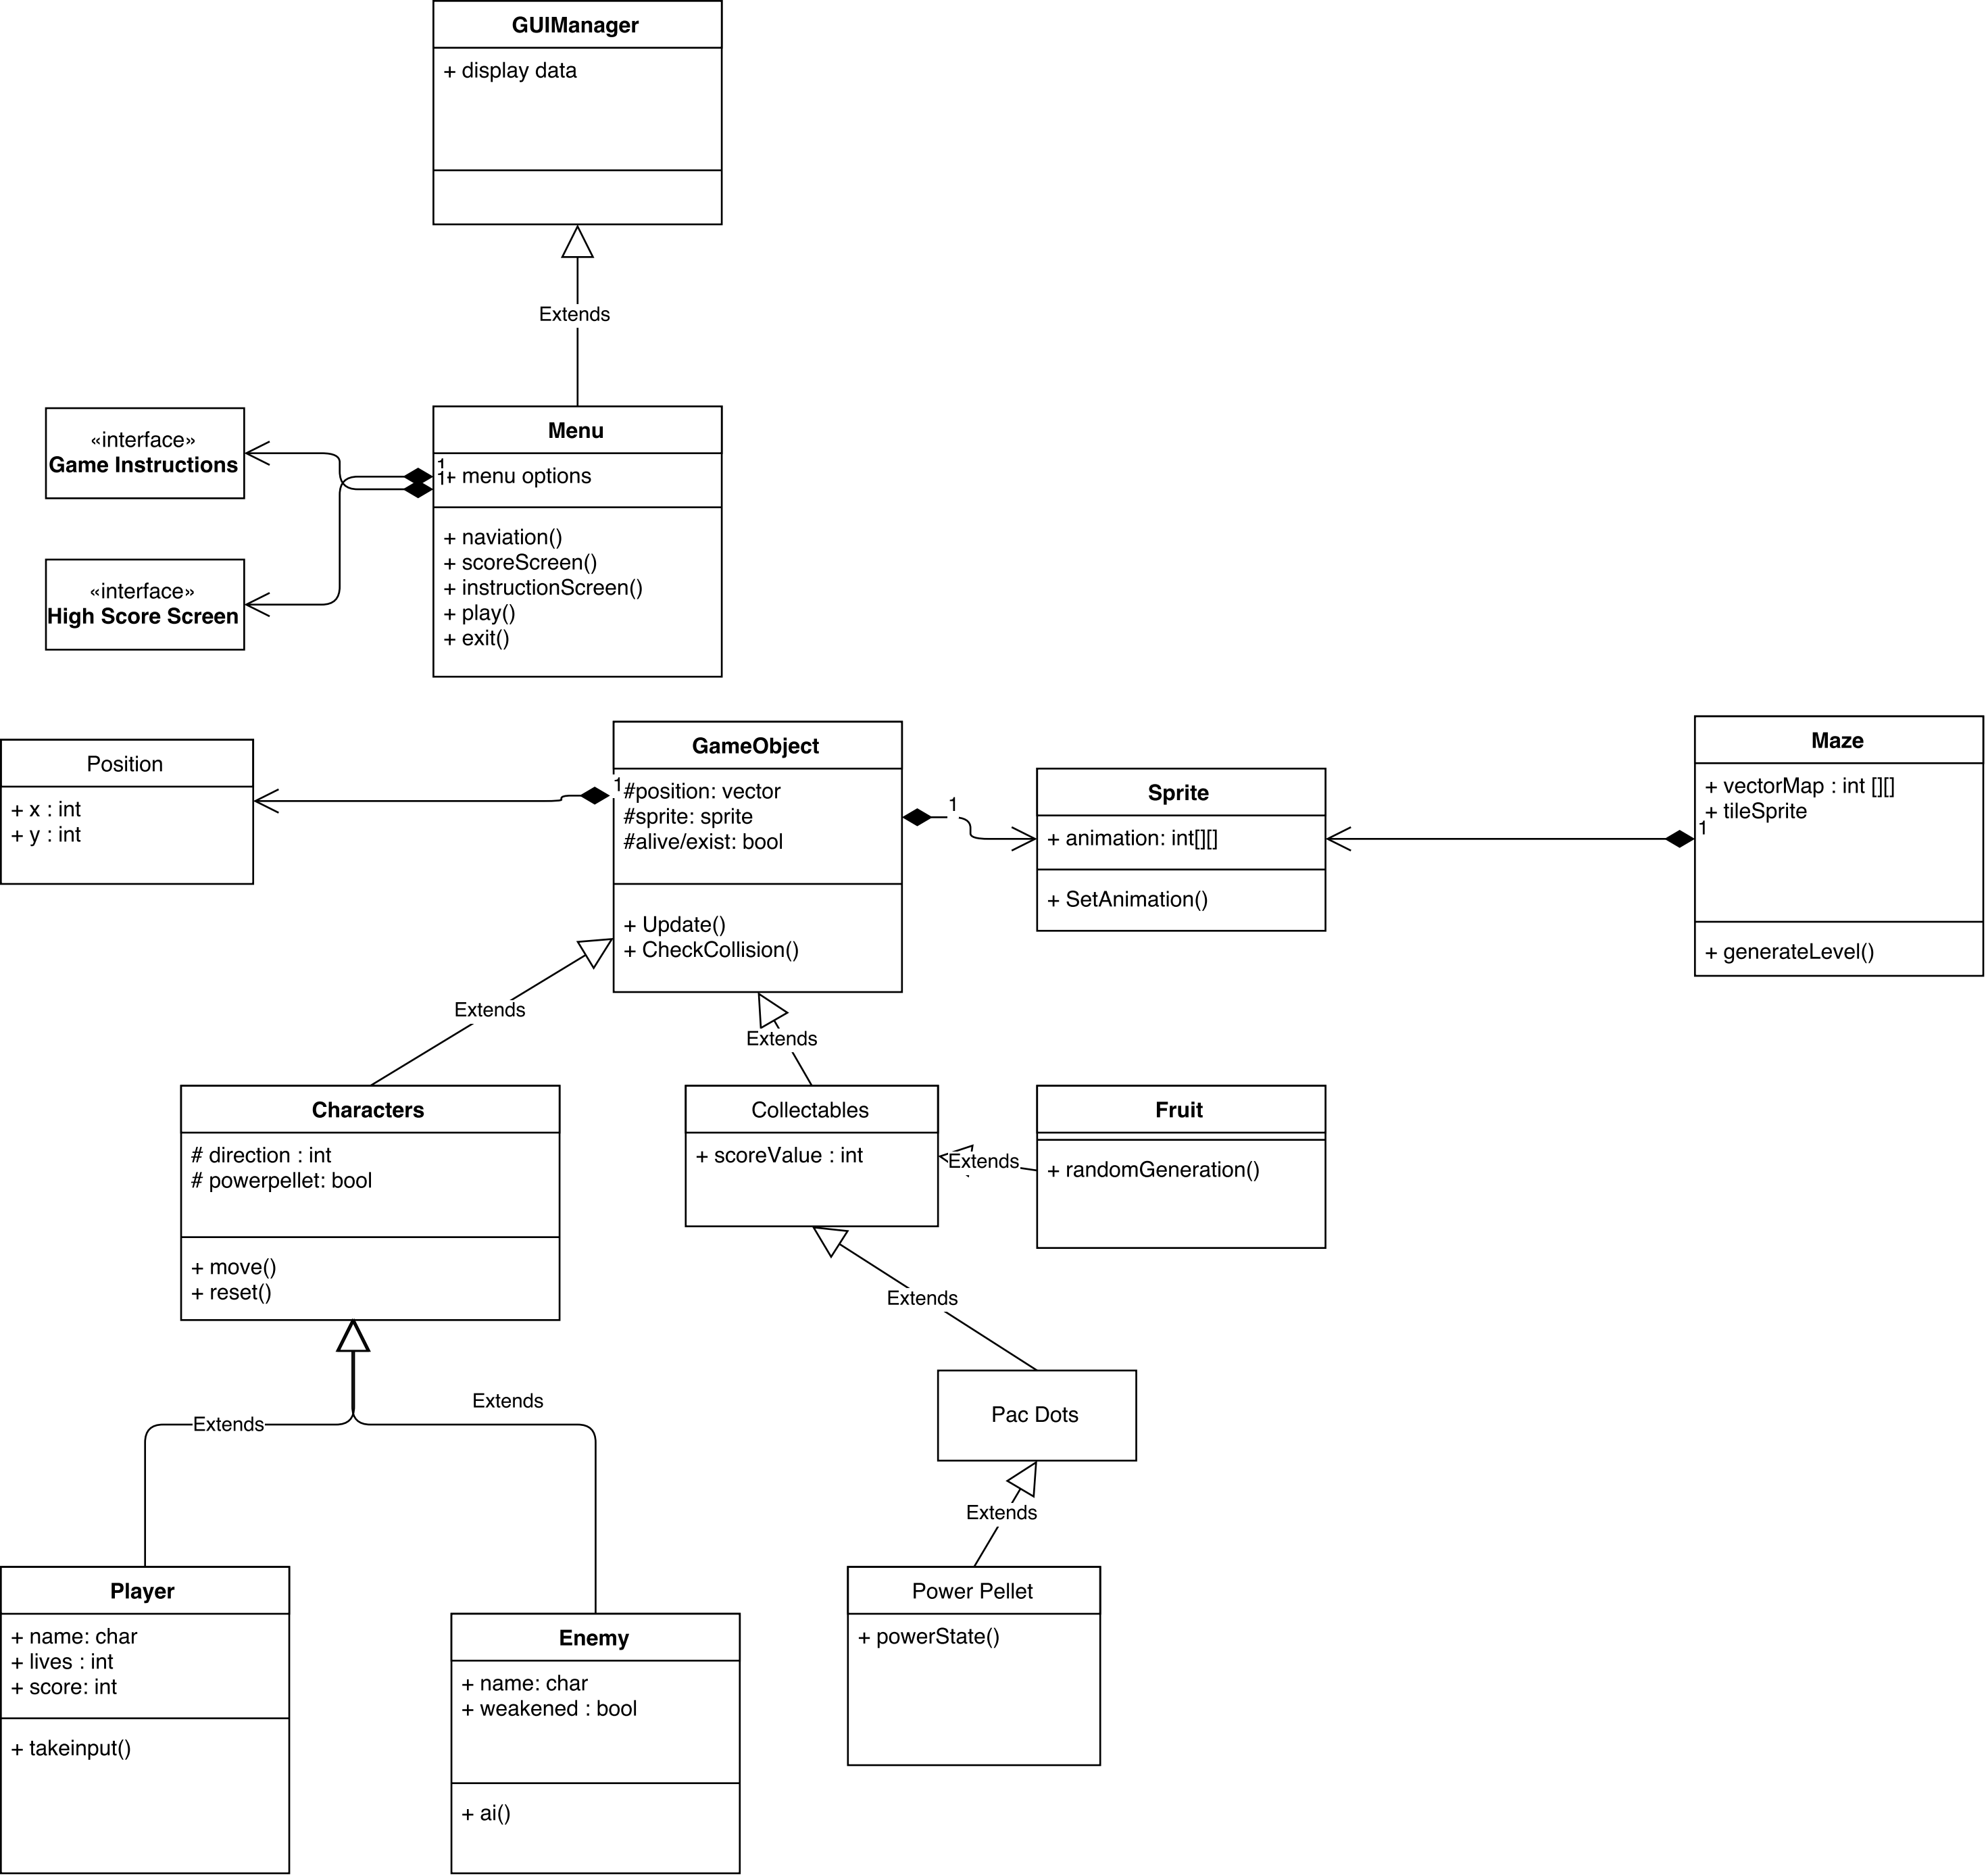 GUIManager
+ display data
Extends
«interface»
Game Instructions
«interface»
High Score Screen
Menu
1
1
+ menu options
+ naviation()
+ scoreScreen()
+ instructionScreen()
+ play()
+ exit()
Position
+ x : int
+ y : int
GameObject
1
#position: vector
#sprite: sprite
#alive/exist: bool
+ Update()
+ CheckCollision()
1
Sprite
+ animation: int[][]
+ SetAnimation()
Maze
+ vectorMap : int [][]
+ tileSprite
1
+ generateLevel()
Extends
Extends
Characters
# direction : int
# powerpellet: bool
+ move()
+ reset()
Collectables
+ scoreValue : int
Extends
Fruit
+ randomGeneration()
Extends
Extends
Extends
Pac Dots
Extends
Player
+ name: char
+ lives : int
+ score: int
+ takeinput()
Enemy
+ name: char
+ weakened : bool
+ ai()
Power Pellet
+ powerState()